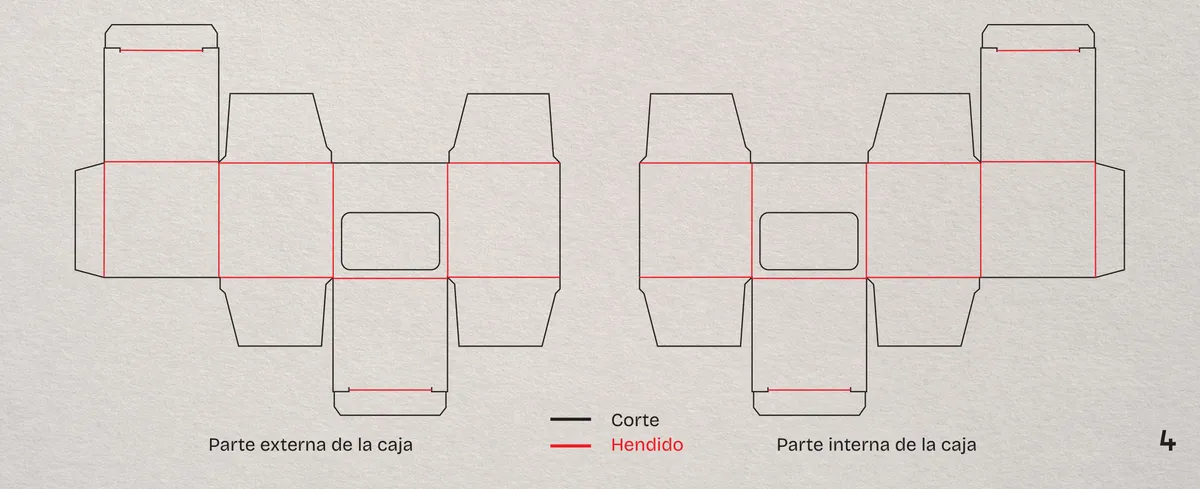 Corte
Parte externa de la caja
Hendido
Parte interna de la caja
4